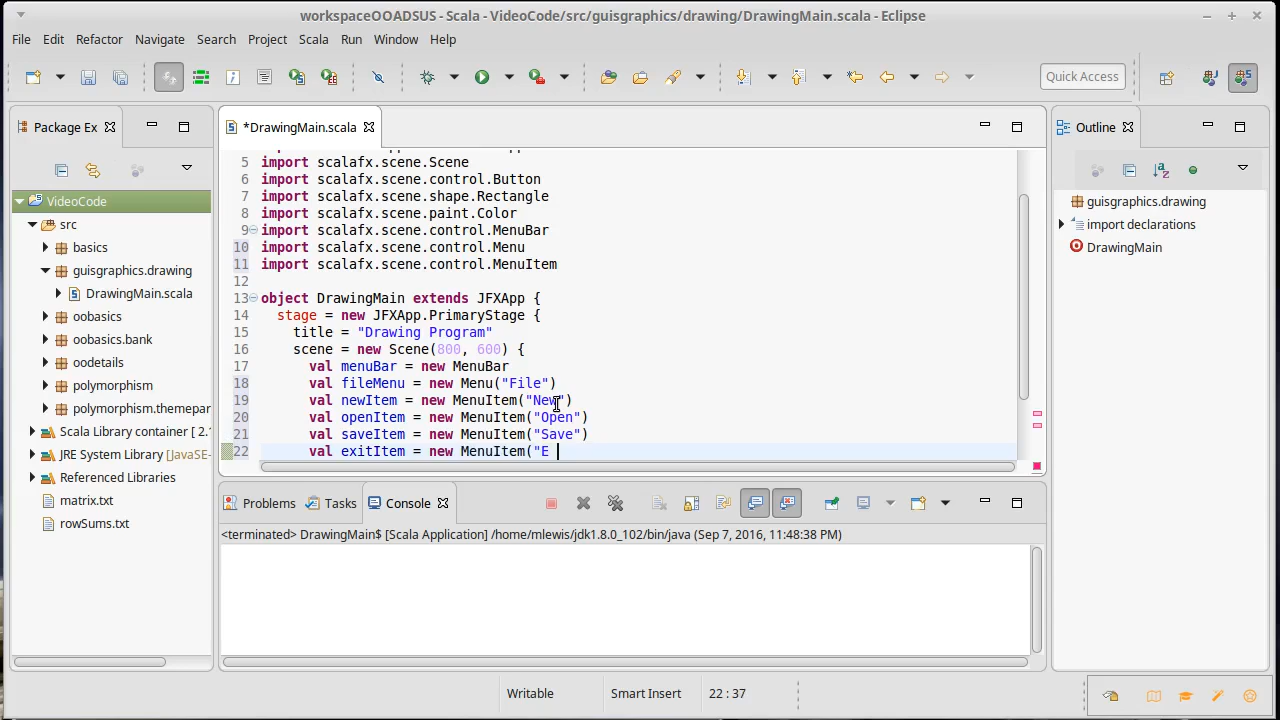 workspaceOOADSUS - Scala - VideoCode/src/guisgraphics/drawing/DrawingMain.scala - Eclipse
File Edit Refactor Navigate Search Project Scala Run Window Help
Quick Access
Package Ex
*DrawingMain.scala
Outline
VideoCode
src
basics
guisgraphics.drawing
DrawingMain.scala
oobasics
oobasics.bank
oodetails
polymorphism
polymorphism.themepar
Scala Library container [ 2.
JRE System Library [JavaSE-
Referenced Libraries
matrix.txt
rowSums.txt
5 import scalafx.scene.Scene
6 import scalafx.scene.control.Button
7 import scalafx.scene.shape.Rectangle
8 import scalafx.scene.paint.Color
9 import scalafx.scene.control.MenuBar
10 import scalafx.scene.control.Menu
11 import scalafx.scene.control.MenuItem
12
13 object DrawingMain extends JFXApp {
14 stage = new JFXApp.PrimaryStage {
15 title = "Drawing Program"
16 scene = new Scene(800, 600) {
17 val menuBar = new MenuBar
18 val fileMenu = new Menu("File")
19 val newItem = new MenuItem("New")
20 val openItem = new MenuItem("Open")
21 val saveItem = new MenuItem("Save")
22 val exitItem = new MenuItem("E
guisgraphics.drawing
import declarations
DrawingMain
Problems Tasks Console
<terminated> DrawingMain$ [Scala Application] /home/mlewis/jdk1.8.0_102/bin/java (Sep 7, 2016, 11:48:38 PM)
Writable Smart Insert 22 : 37